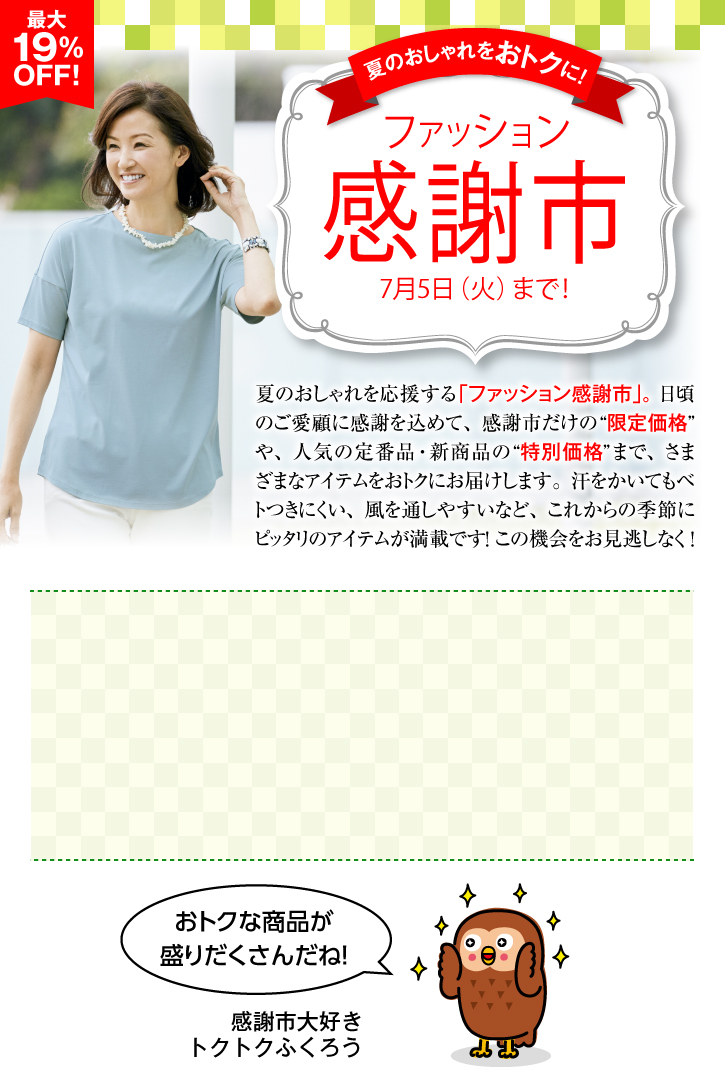 最大
19%
OFF!
夏のおしゃれをおトクに!
ファッション
感謝市
7月5日（火）まで!
夏のおしゃれを応援する「ファッション感謝市」。日頃
のご愛顧に感謝を込めて、感謝市だけの“限定価格”
や、人気の定番品・新商品の“特別価格”まで、さま
ざまなアイテムをおトクにお届けします。汗をかいてもベ
トつきにくい、風を通しやすいなど、これからの季節に
ピッタリのアイテムが満載です!この機会をお見逃しなく!
おトクな商品が
盛りだくさんだね!
感謝市大好き
トクトクふくろう